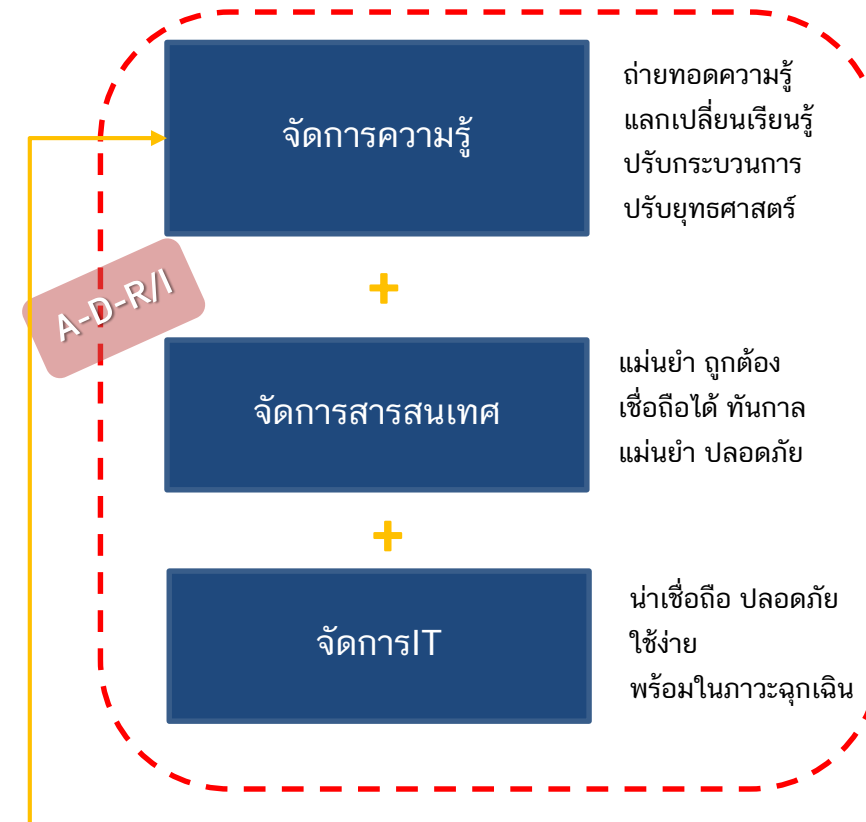 จัดการความรู้
ถ่ายทอดความรู้
แลกเปลี่ยนเรียนรู้
ปรับกระบวนการ
ปรับยุทธศาสตร์
A-D-R/I
+
จัดการสารสนเทศ
แม่นยำ ถูกต้อง
เชื่อถือได้ ทันกาล
แม่นยำ ปลอดภัย
+
จัดการIT
น่าเชื่อถือ ปลอดภัย
ใช้ง่าย
พร้อมในภาวะฉุกเฉิน